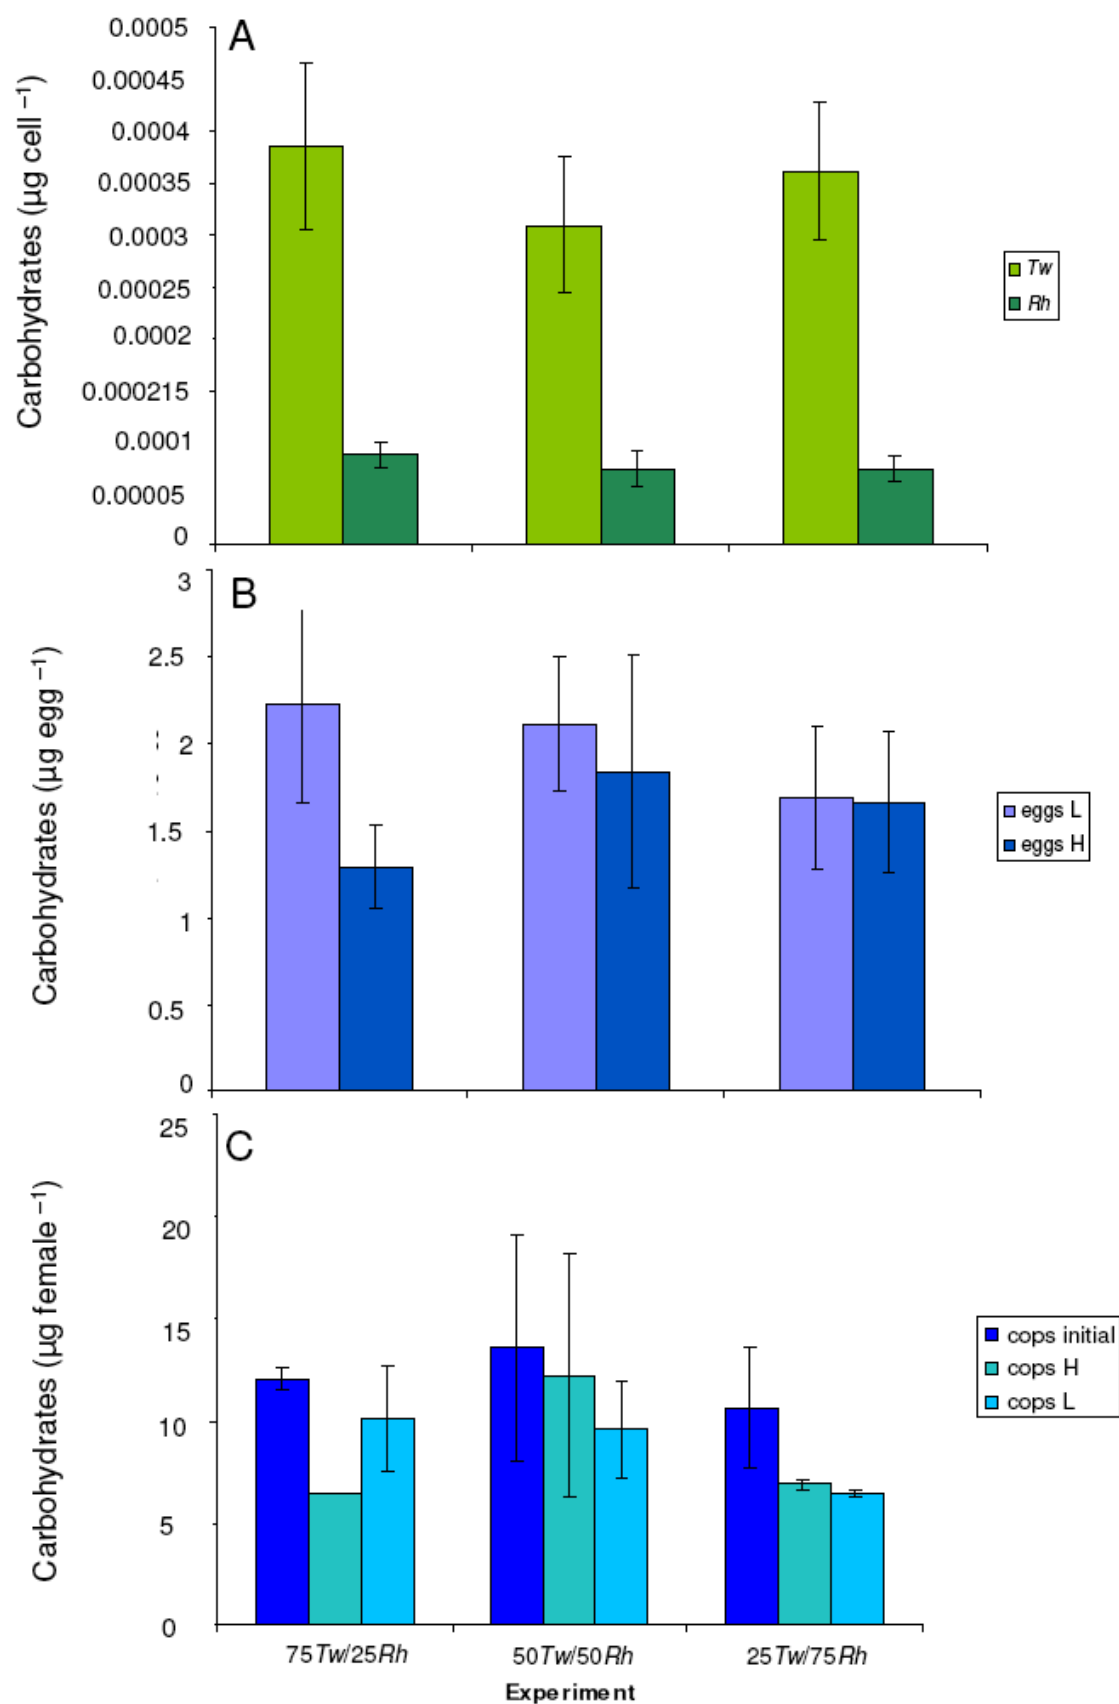 A
Carbohydrates (µg cell⁻¹)
0.0005
0.00045
0.0004
0.00035
0.0003
0.00025
0.0002
0.000215
0.0001
0.00005
0
Tw
Rh
B
Carbohydrates (µg egg⁻¹)
3
2.5
2
1.5
1
0.5
0
eggs L
eggs H
C
Carbohydrates (µg female⁻¹)
25
20
15
10
5
0
cops initial
cops H
cops L
75Tw/25Rh
50Tw/50Rh
25Tw/75Rh
Experiment